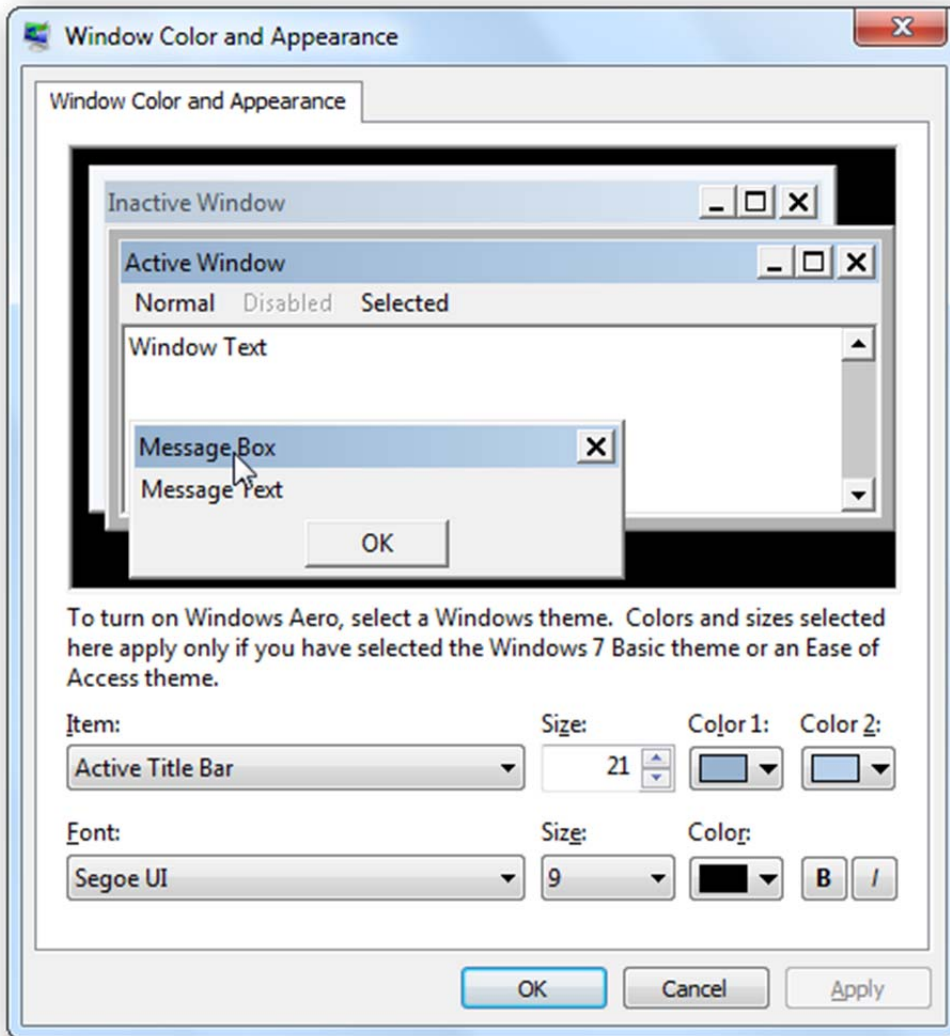 Window Color and Appearance
Window Color and Appearance
Inactive Window
Active Window
Normal Disabled Selected
Window Text
Message Box
Message Text
OK
To turn on Windows Aero, select a Windows theme. Colors and sizes selected
here apply only if you have selected the Windows 7 Basic theme or an Ease of
Access theme.
Item: Size: Color 1: Color 2:
Active Title Bar 21
Font: Size: Color:
Segoe UI 9 B I
OK Cancel Apply